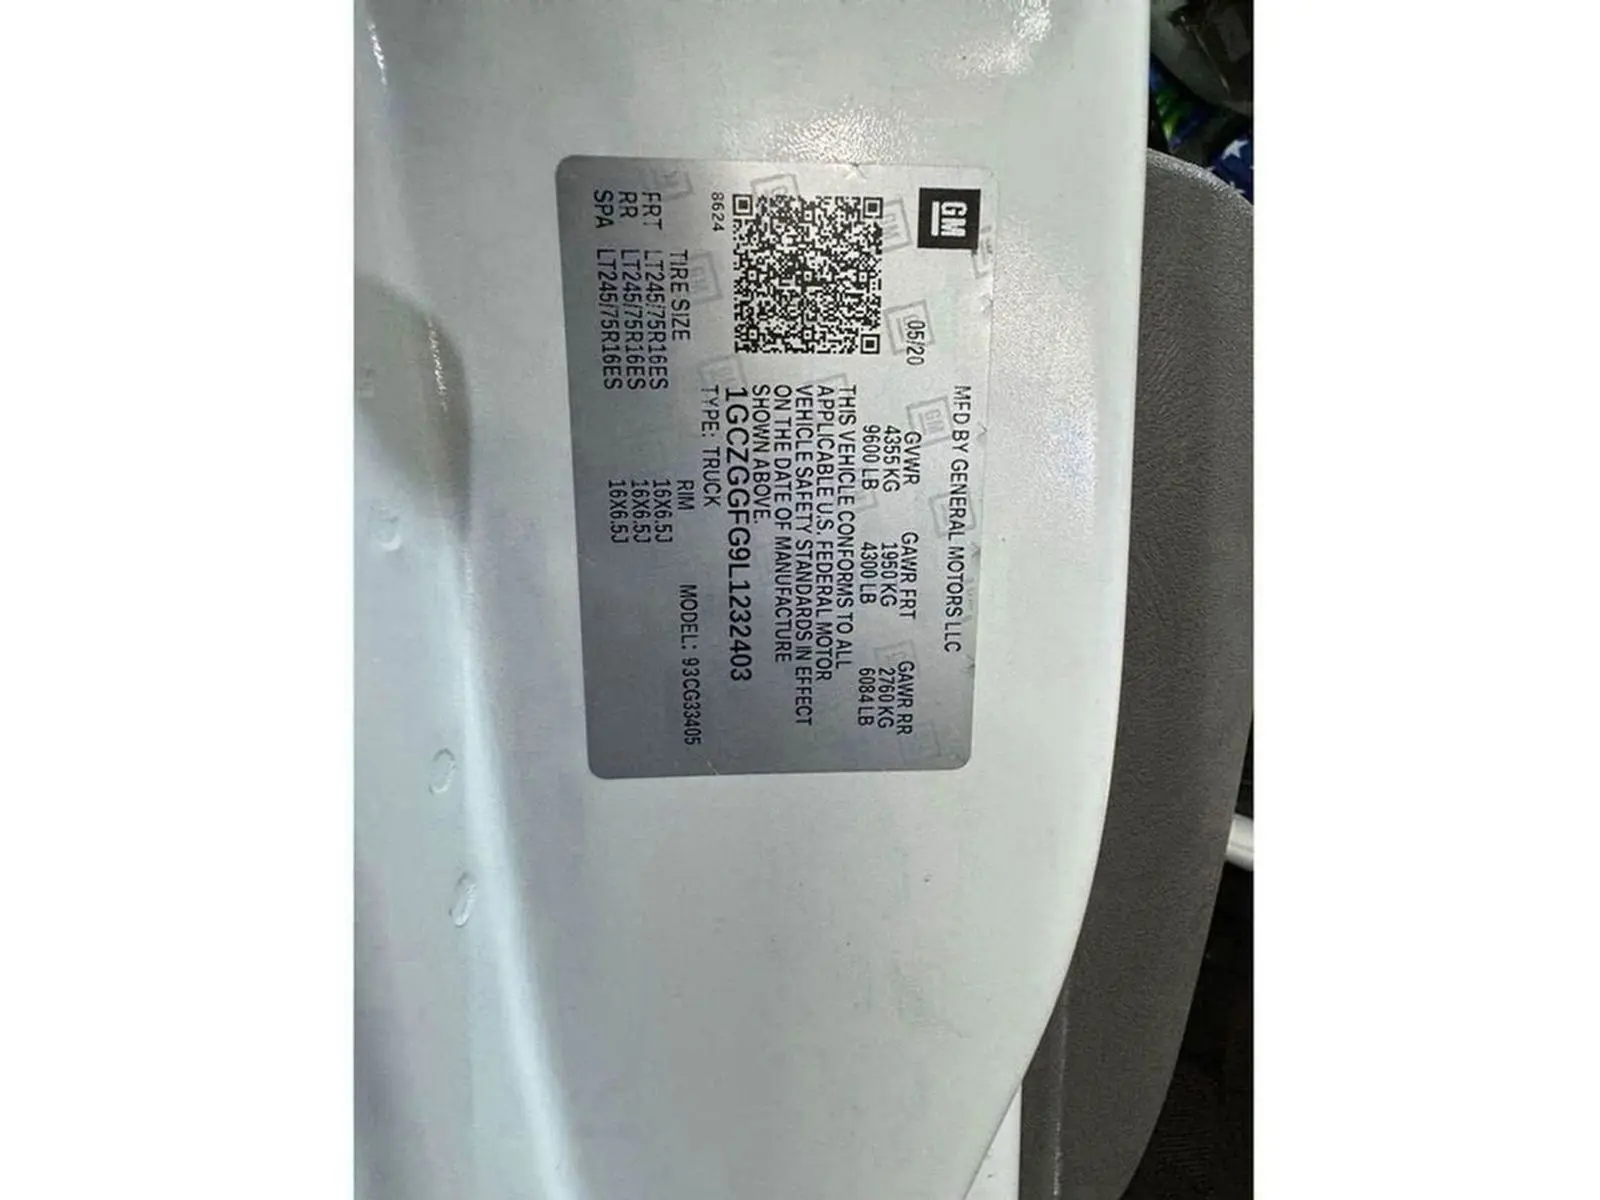 GM
MFD BY GENERAL MOTORS LLC
05/20
GVWR GAWR FRT GAWR RR
4355 KG 1950 KG 2760 KG
9600 LB 4300 LB 6084 LB
THIS VEHICLE CONFORMS TO ALL
APPLICABLE U.S. FEDERAL MOTOR
VEHICLE SAFETY STANDARDS IN EFFECT
ON THE DATE OF MANUFACTURE
SHOWN ABOVE.
1GCZGGFG9L1232403
8624
TYPE: TRUCK
MODEL: 93CG33405
TIRE SIZE RIM
FRT LT245/75R16ES 16X6.5J
RR LT245/75R16ES 16X6.5J
SPA LT245/75R16ES 16X6.5J